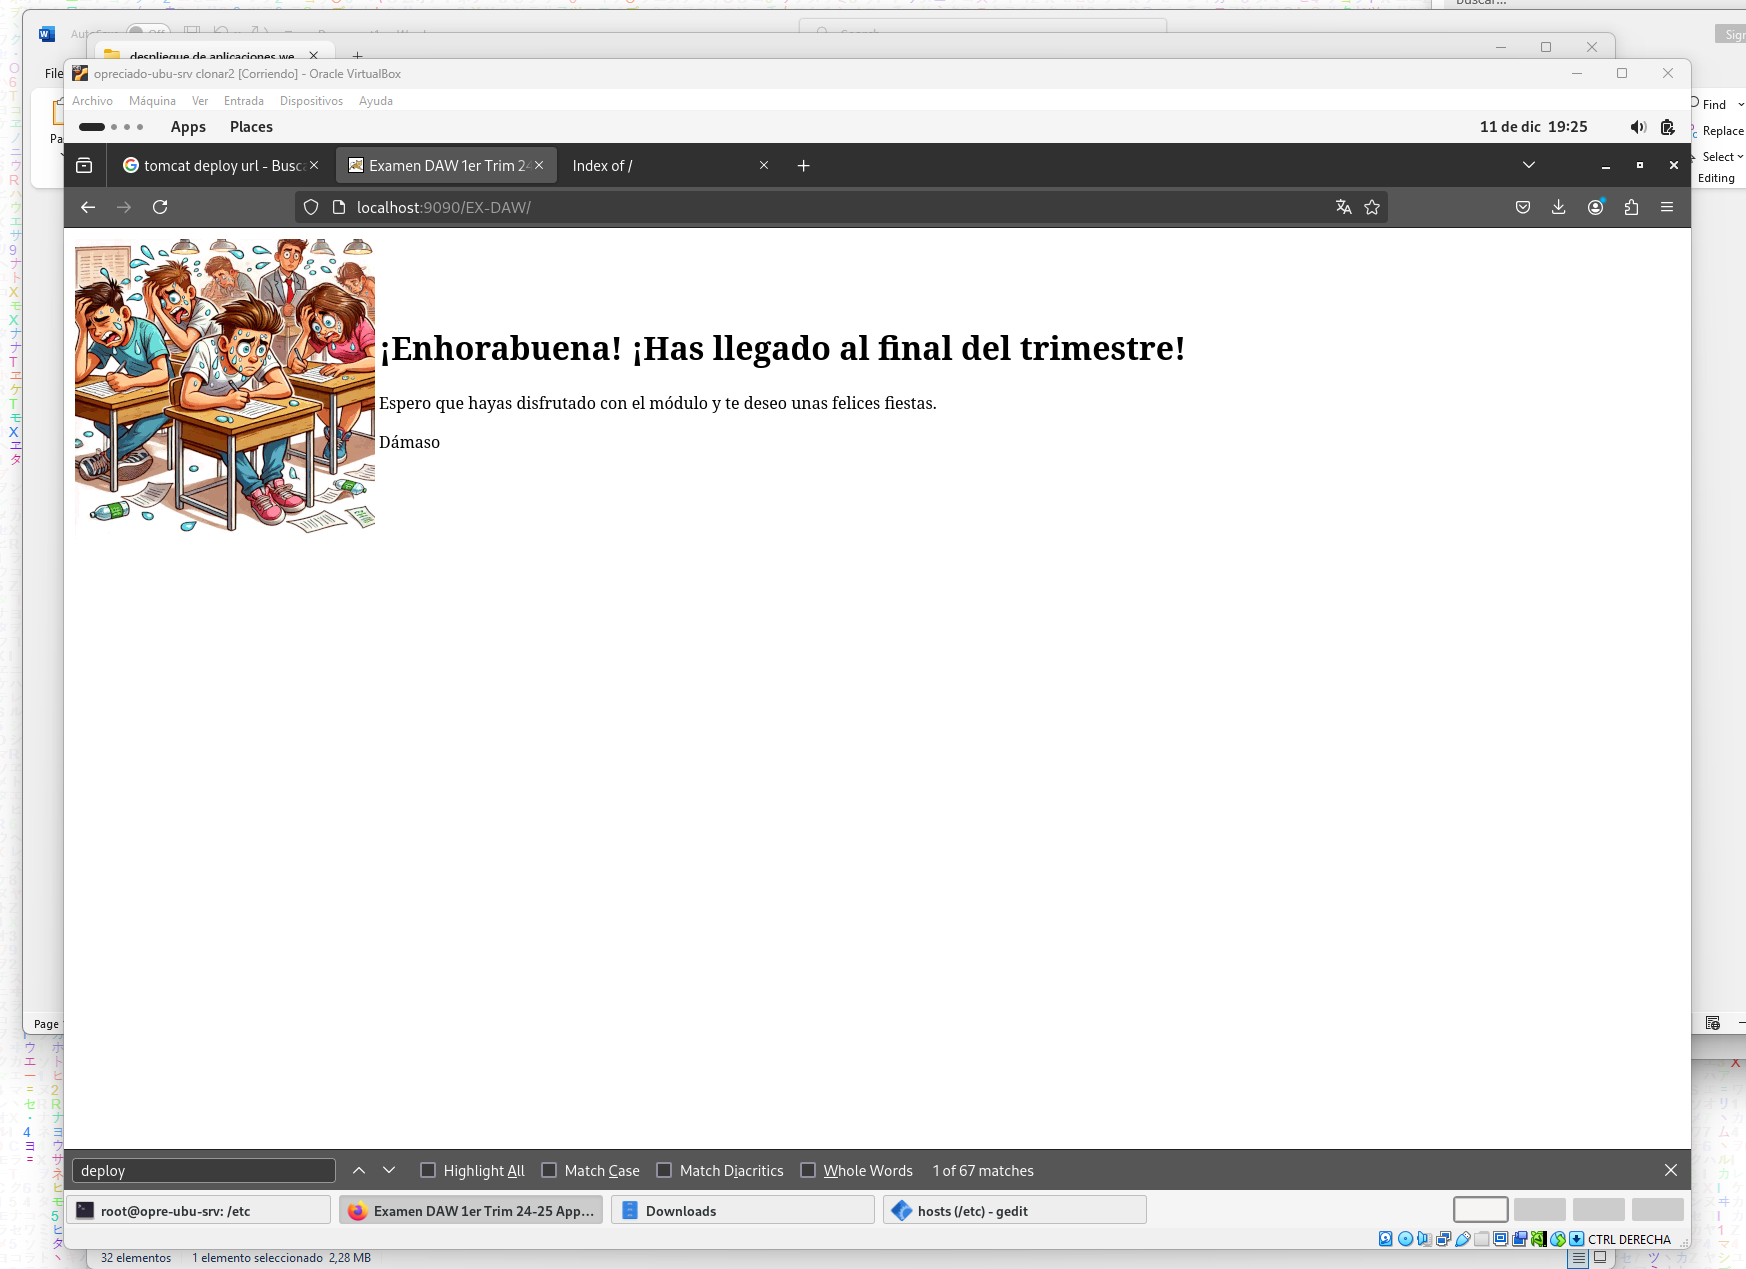 Buscar...
File
despliegue de aplicaciones we
opreciado-ubu-srv clonar2 [Corriendo] - Oracle VirtualBox
Archivo Máquina Ver Entrada Dispositivos Ayuda
Apps Places 11 de dic 19:25
tomcat deploy url - Busc
Examen DAW 1er Trim 24
Index of /
localhost:9090/EX-DAW/
Find
Replace
Select
Editing
¡Enhorabuena! ¡Has llegado al final del trimestre!
Espero que hayas disfrutado con el módulo y te deseo unas felices fiestas.
Dámaso
Page
deploy Highlight All Match Case Match Diacritics Whole Words 1 of 67 matches
root@opre-ubu-srv: /etc
Examen DAW 1er Trim 24-25 App...
Downloads
hosts (/etc) - gedit
CTRL DERECHA
32 elementos 1 elemento seleccionado 2,28 MB